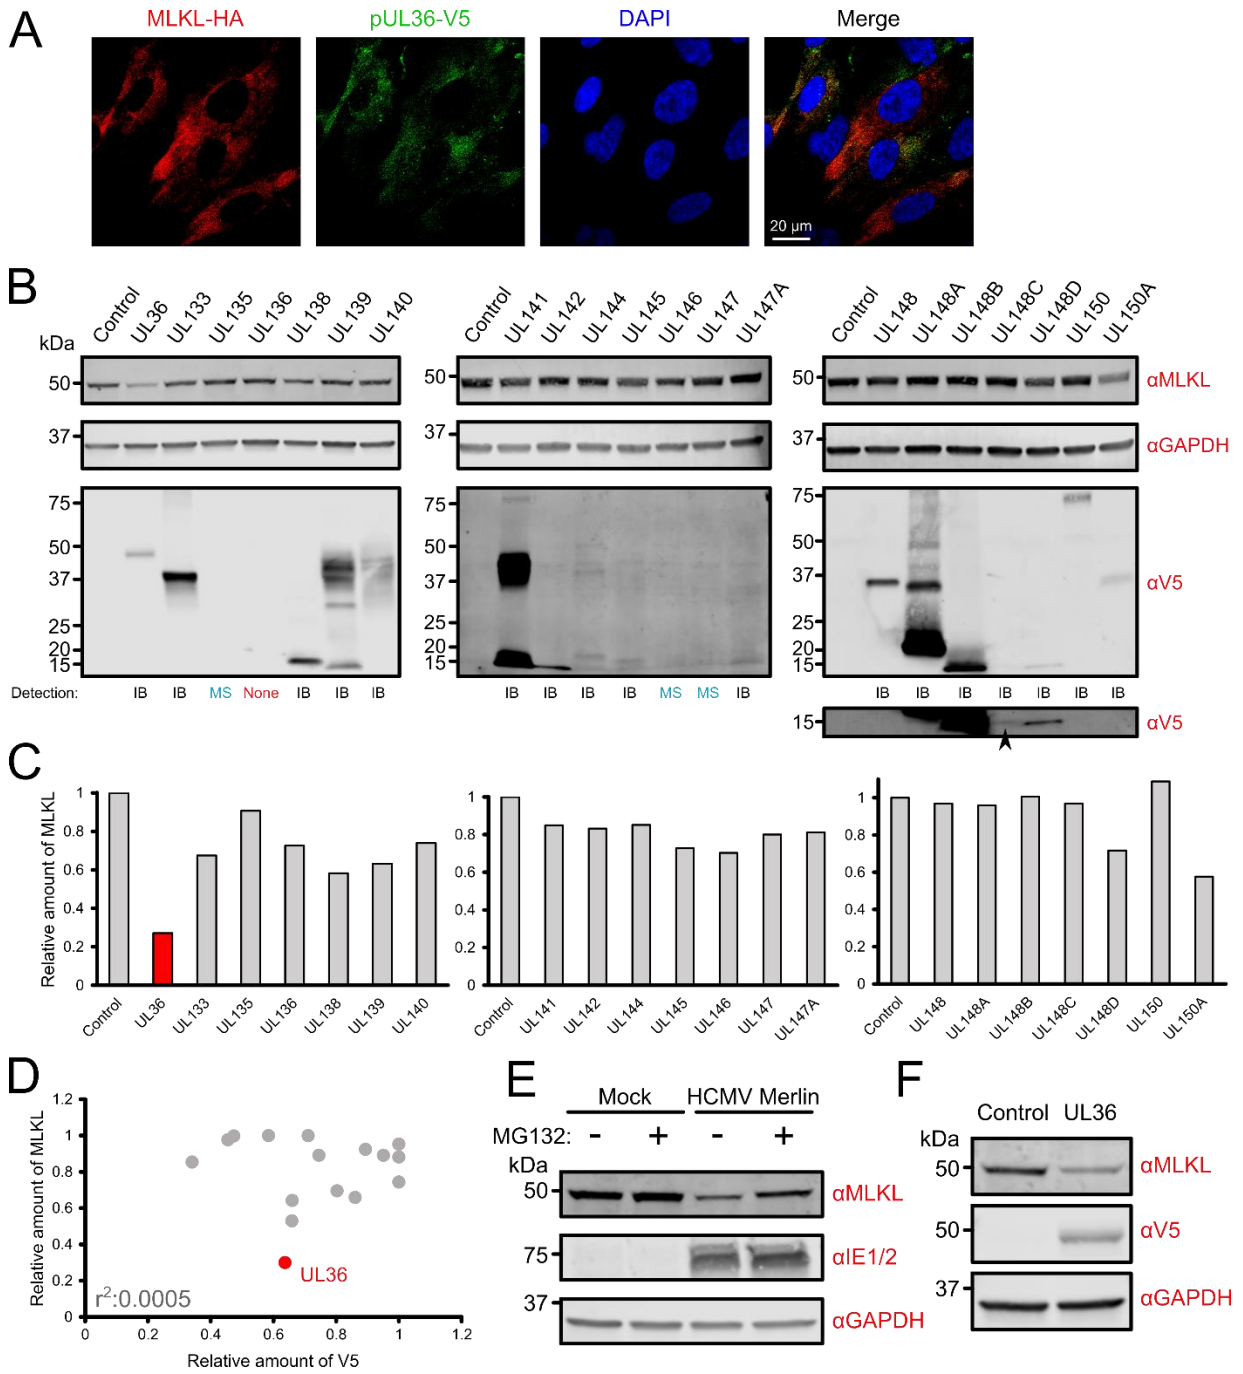 A
MLKL-HA pUL36-V5 DAPI Merge
20 µm
B
Control UL36 UL133 UL135 UL136 UL138 UL139 UL140
Control UL141 UL142 UL144 UL145 UL146 UL147 UL147A
Control UL148 UL148A UL148B UL148C UL148D UL150 UL150A
kDa
50 50 50 αMLKL
37 37 37 αGAPDH
75 75 75
50 50 50
37 37 37 αV5
25 25 25
20 20 20
15 15 15
Detection: IB IB MS None IB IB IB IB IB IB IB MS MS IB IB IB IB IB IB IB IB
15 αV5
C
Relative amount of MLKL
1 0.8 0.6 0.4 0.2 0
Control UL36 UL133 UL135 UL136 UL138 UL139 UL140
1 0.8 0.6 0.4 0.2 0
Control UL141 UL142 UL144 UL145 UL146 UL147 UL147A
1 0.8 0.6 0.4 0.2 0
Control UL148 UL148A UL148B UL148C UL148D UL150 UL150A
D
Relative amount of MLKL
1.2
1
0.8
0.6
0.4
0.2
0
UL36
r²:0.0005
0 0.2 0.4 0.6 0.8 1 1.2
Relative amount of V5
E
Mock HCMV Merlin
MG132: - + - +
kDa
50 αMLKL
75 αIE1/2
37 αGAPDH
F
Control UL36
kDa
50 αMLKL
50 αV5
37 αGAPDH